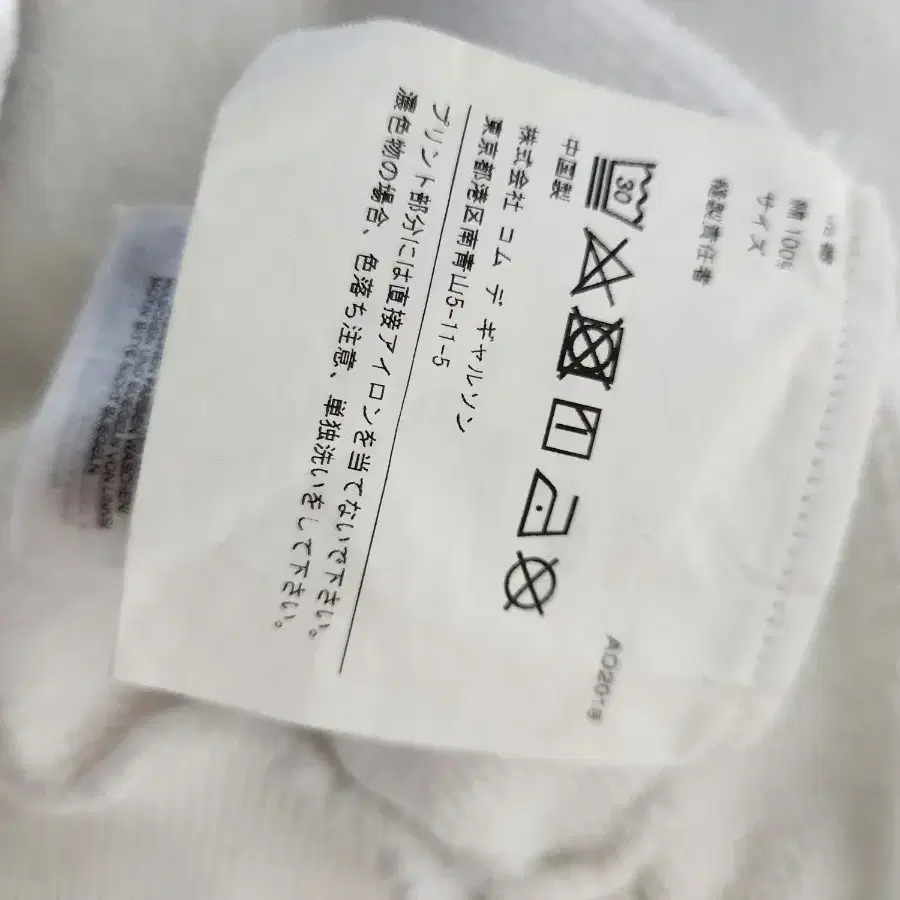 綿 100%
サイズ
縫製責任者
30
AD2018
中国製
株式会社 コム デ ギャルソン
東京都港区南青山5-11-5
プリント部分には直接アイロンを当てないで下さい。
濃色物の場合、色落ち注意、単独洗いをして下さい。